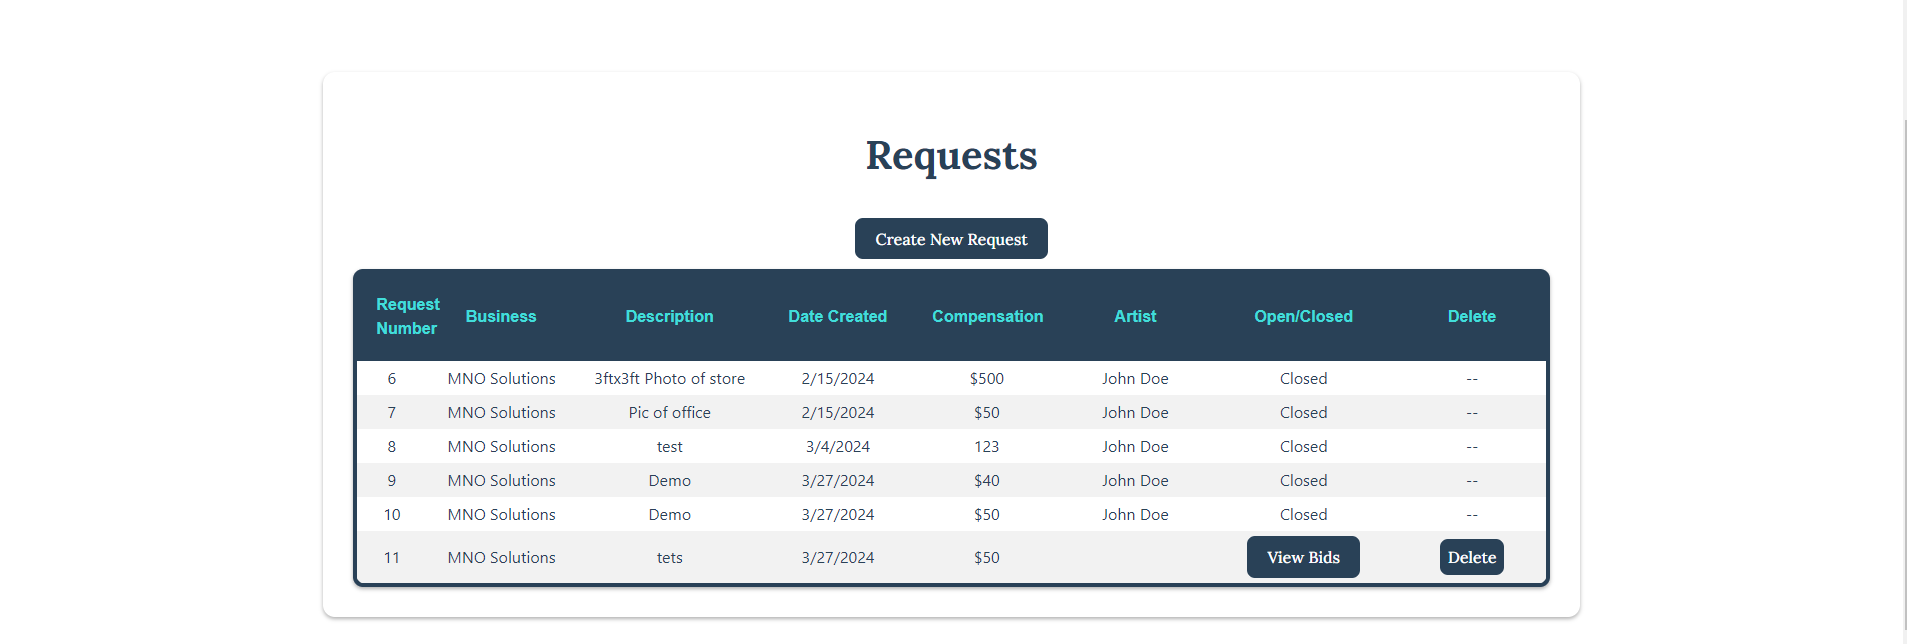 Requests
Create New Request
Request Number Business Description Date Created Compensation Artist Open/Closed Delete
6 MNO Solutions 3ftx3ft Photo of store 2/15/2024 $500 John Doe Closed --
7 MNO Solutions Pic of office 2/15/2024 $50 John Doe Closed --
8 MNO Solutions test 3/4/2024 123 John Doe Closed --
9 MNO Solutions Demo 3/27/2024 $40 John Doe Closed --
10 MNO Solutions Demo 3/27/2024 $50 John Doe Closed --
11 MNO Solutions tets 3/27/2024 $50 View Bids Delete